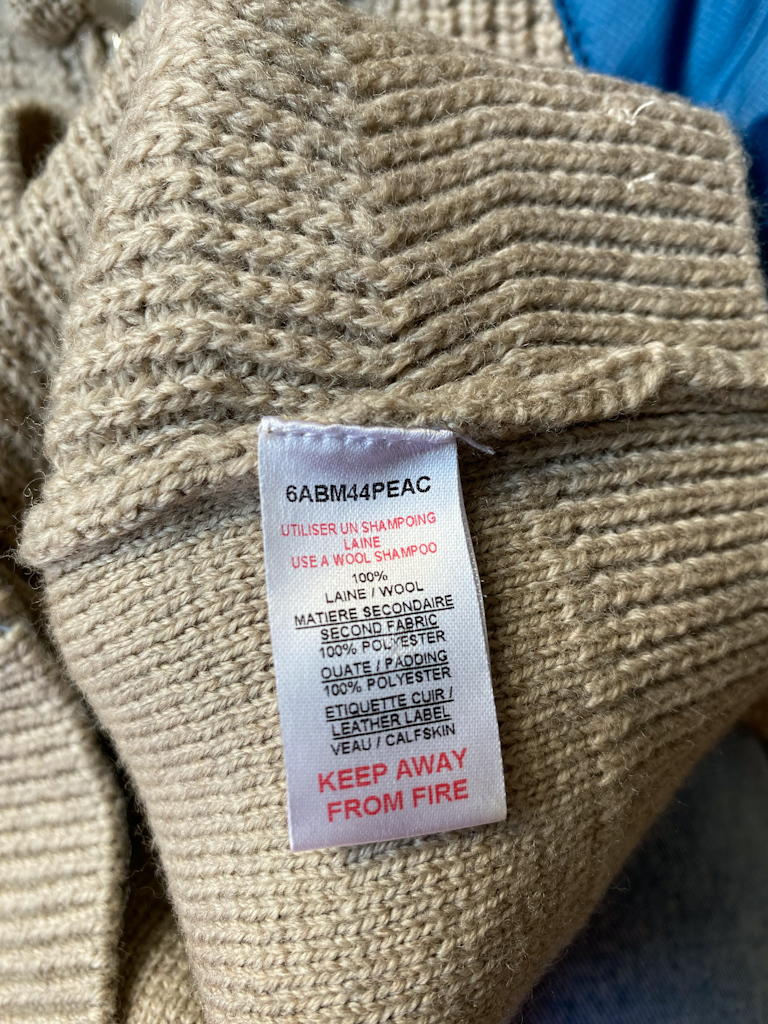 6ABM44PEAC
UTILISER UN SHAMPOING
LAINE
USE A WOOL SHAMPOO
100%
LAINE / WOOL
MATIERE SECONDAIRE
SECOND FABRIC
100% POLYESTER
OUATE / PADDING
100% POLYESTER
ETIQUETTE CUIR /
LEATHER LABEL
VEAU / CALFSKIN
KEEP AWAY
FROM FIRE